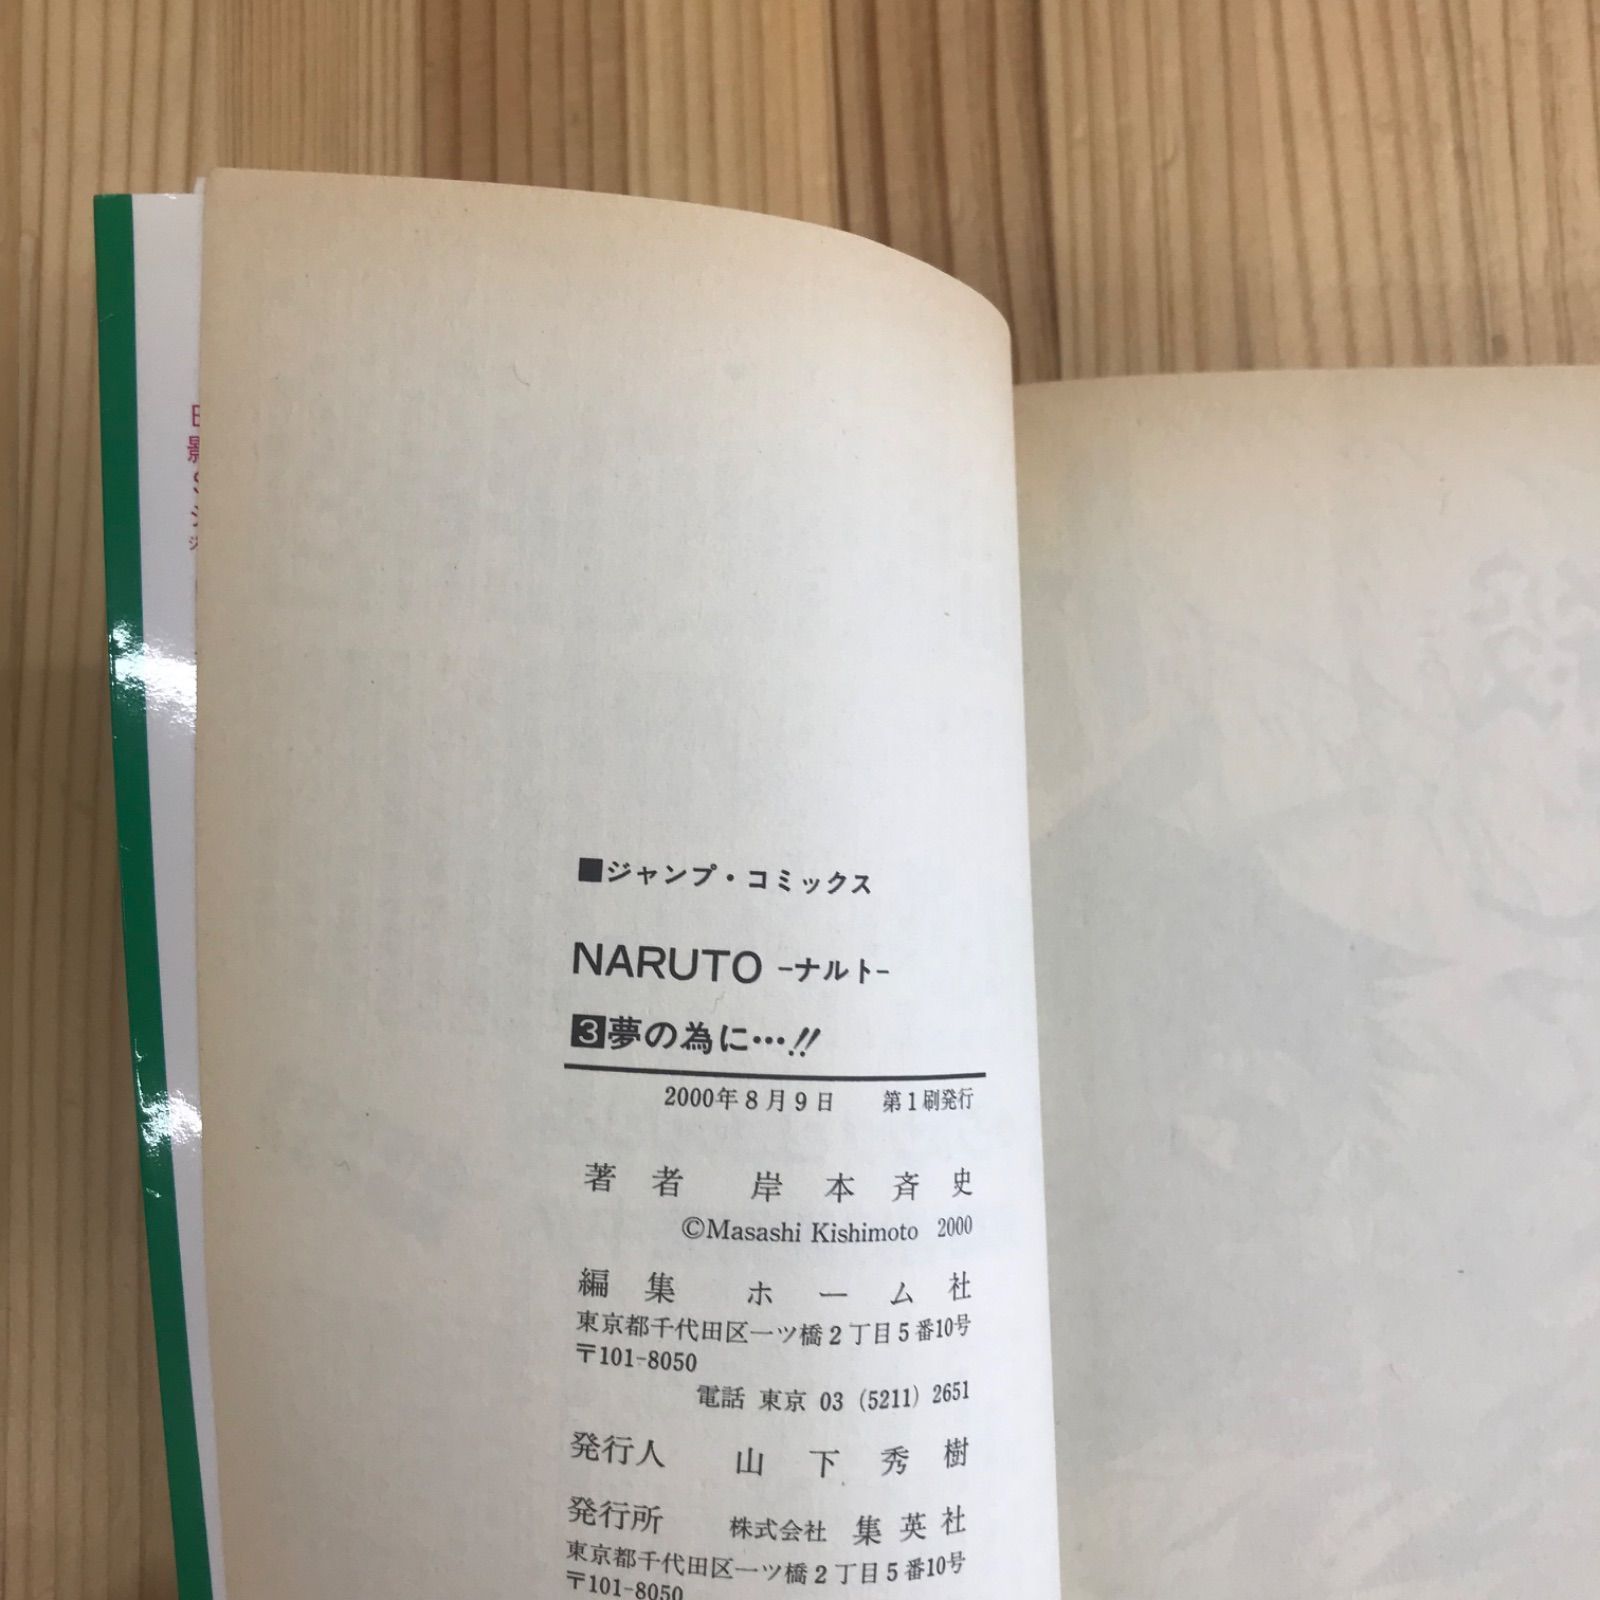 ■ジャンプ・コミックス
NARUTO -ナルト-
3夢の為に…!!
2000年8月9日 第1刷発行
著者 岸本斉史
©Masashi Kishimoto 2000
編集 ホーム社
東京都千代田区一ツ橋2丁目5番10号
〒101-8050
電話 東京 03 (5211) 2651
発行人 山下秀樹
発行所 株式会社 集英社
東京都千代田区一ツ橋2丁目5番10号
〒101-8050